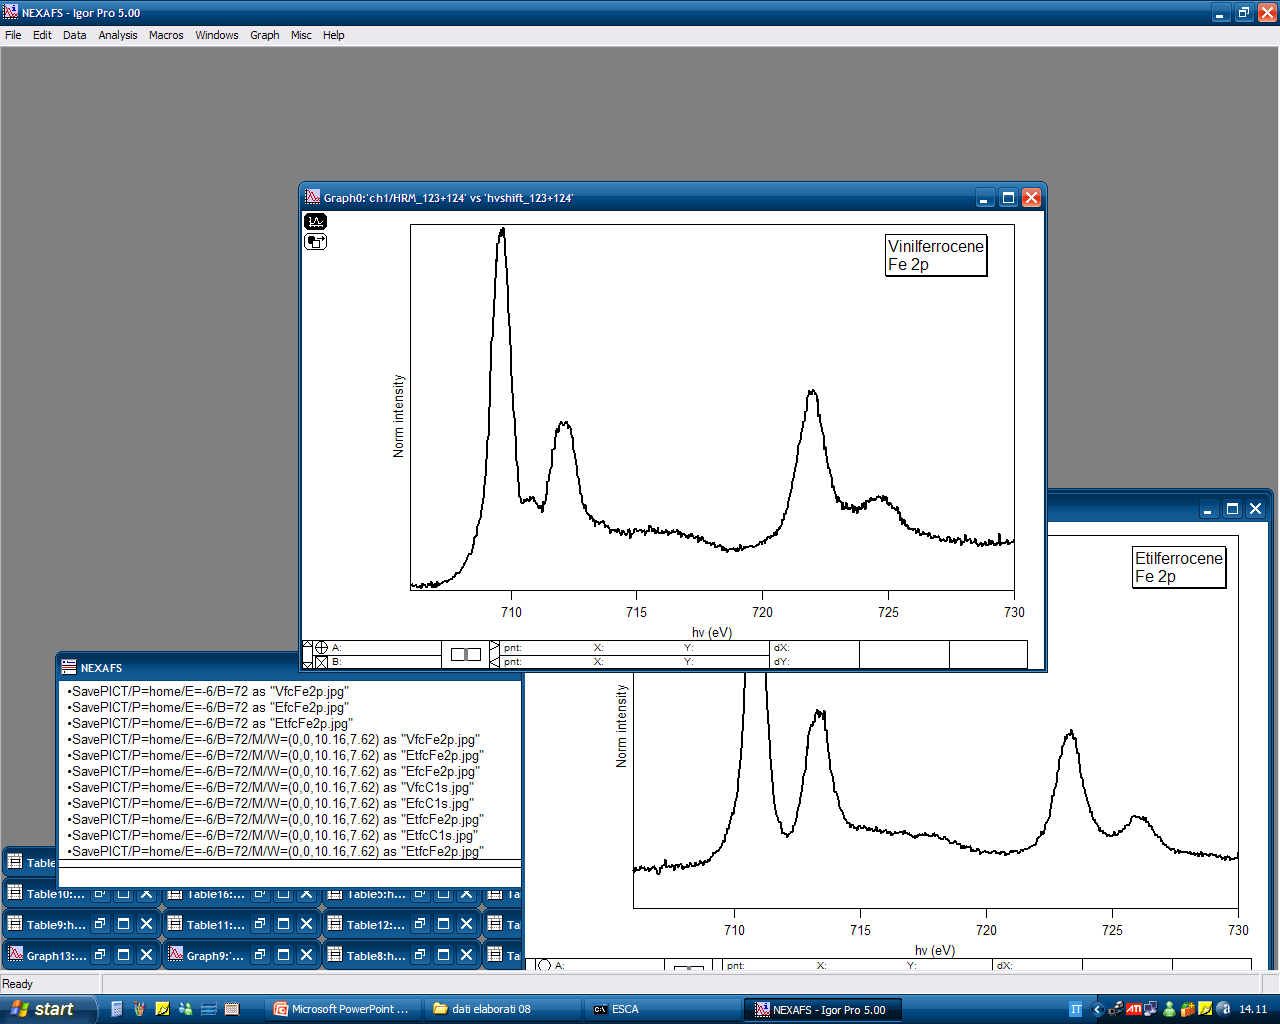 NEXAFS - Igor Pro 5.00
File Edit Data Analysis Macros Windows Graph Misc Help
Graph0:'ch1/HRM_123+124' vs 'hvshift_123+124'
Vinilferrocene
Fe 2p
Norm intensity
710 715 720 725 730
hv (eV)
A: pnt: X: Y: dX:
B: pnt: X: Y: dY:
Etilferrocene
Fe 2p
Norm intensity
710 715 720 725 730
hv (eV)
A: pnt: X: Y: dX:
NEXAFS
•SavePICT/P=home/E=-6/B=72 as "VfcFe2p.jpg"
•SavePICT/P=home/E=-6/B=72 as "EfcFe2p.jpg"
•SavePICT/P=home/E=-6/B=72 as "EtfcFe2p.jpg"
•SavePICT/P=home/E=-6/B=72/M/W=(0,0,10.16,7.62) as "VfcFe2p.jpg"
•SavePICT/P=home/E=-6/B=72/M/W=(0,0,10.16,7.62) as "EtfcFe2p.jpg"
•SavePICT/P=home/E=-6/B=72/M/W=(0,0,10.16,7.62) as "EfcFe2p.jpg"
•SavePICT/P=home/E=-6/B=72/M/W=(0,0,10.16,7.62) as "VfcC1s.jpg"
•SavePICT/P=home/E=-6/B=72/M/W=(0,0,10.16,7.62) as "EfcC1s.jpg"
•SavePICT/P=home/E=-6/B=72/M/W=(0,0,10.16,7.62) as "EtfcFe2p.jpg"
•SavePICT/P=home/E=-6/B=72/M/W=(0,0,10.16,7.62) as "EtfcC1s.jpg"
•SavePICT/P=home/E=-6/B=72/M/W=(0,0,10.16,7.62) as "EtfcFe2p.jpg"
Table
Table10:... Table16:... Table5:h... Ta
Table9:h... Table11:... Table12:... Ta
Graph13:... Graph9:'... Table8:h... Ta
Ready
start Microsoft PowerPoint ... dati elaborati 08 ESCA NEXAFS - Igor Pro 5.00 IT ATI 14.11